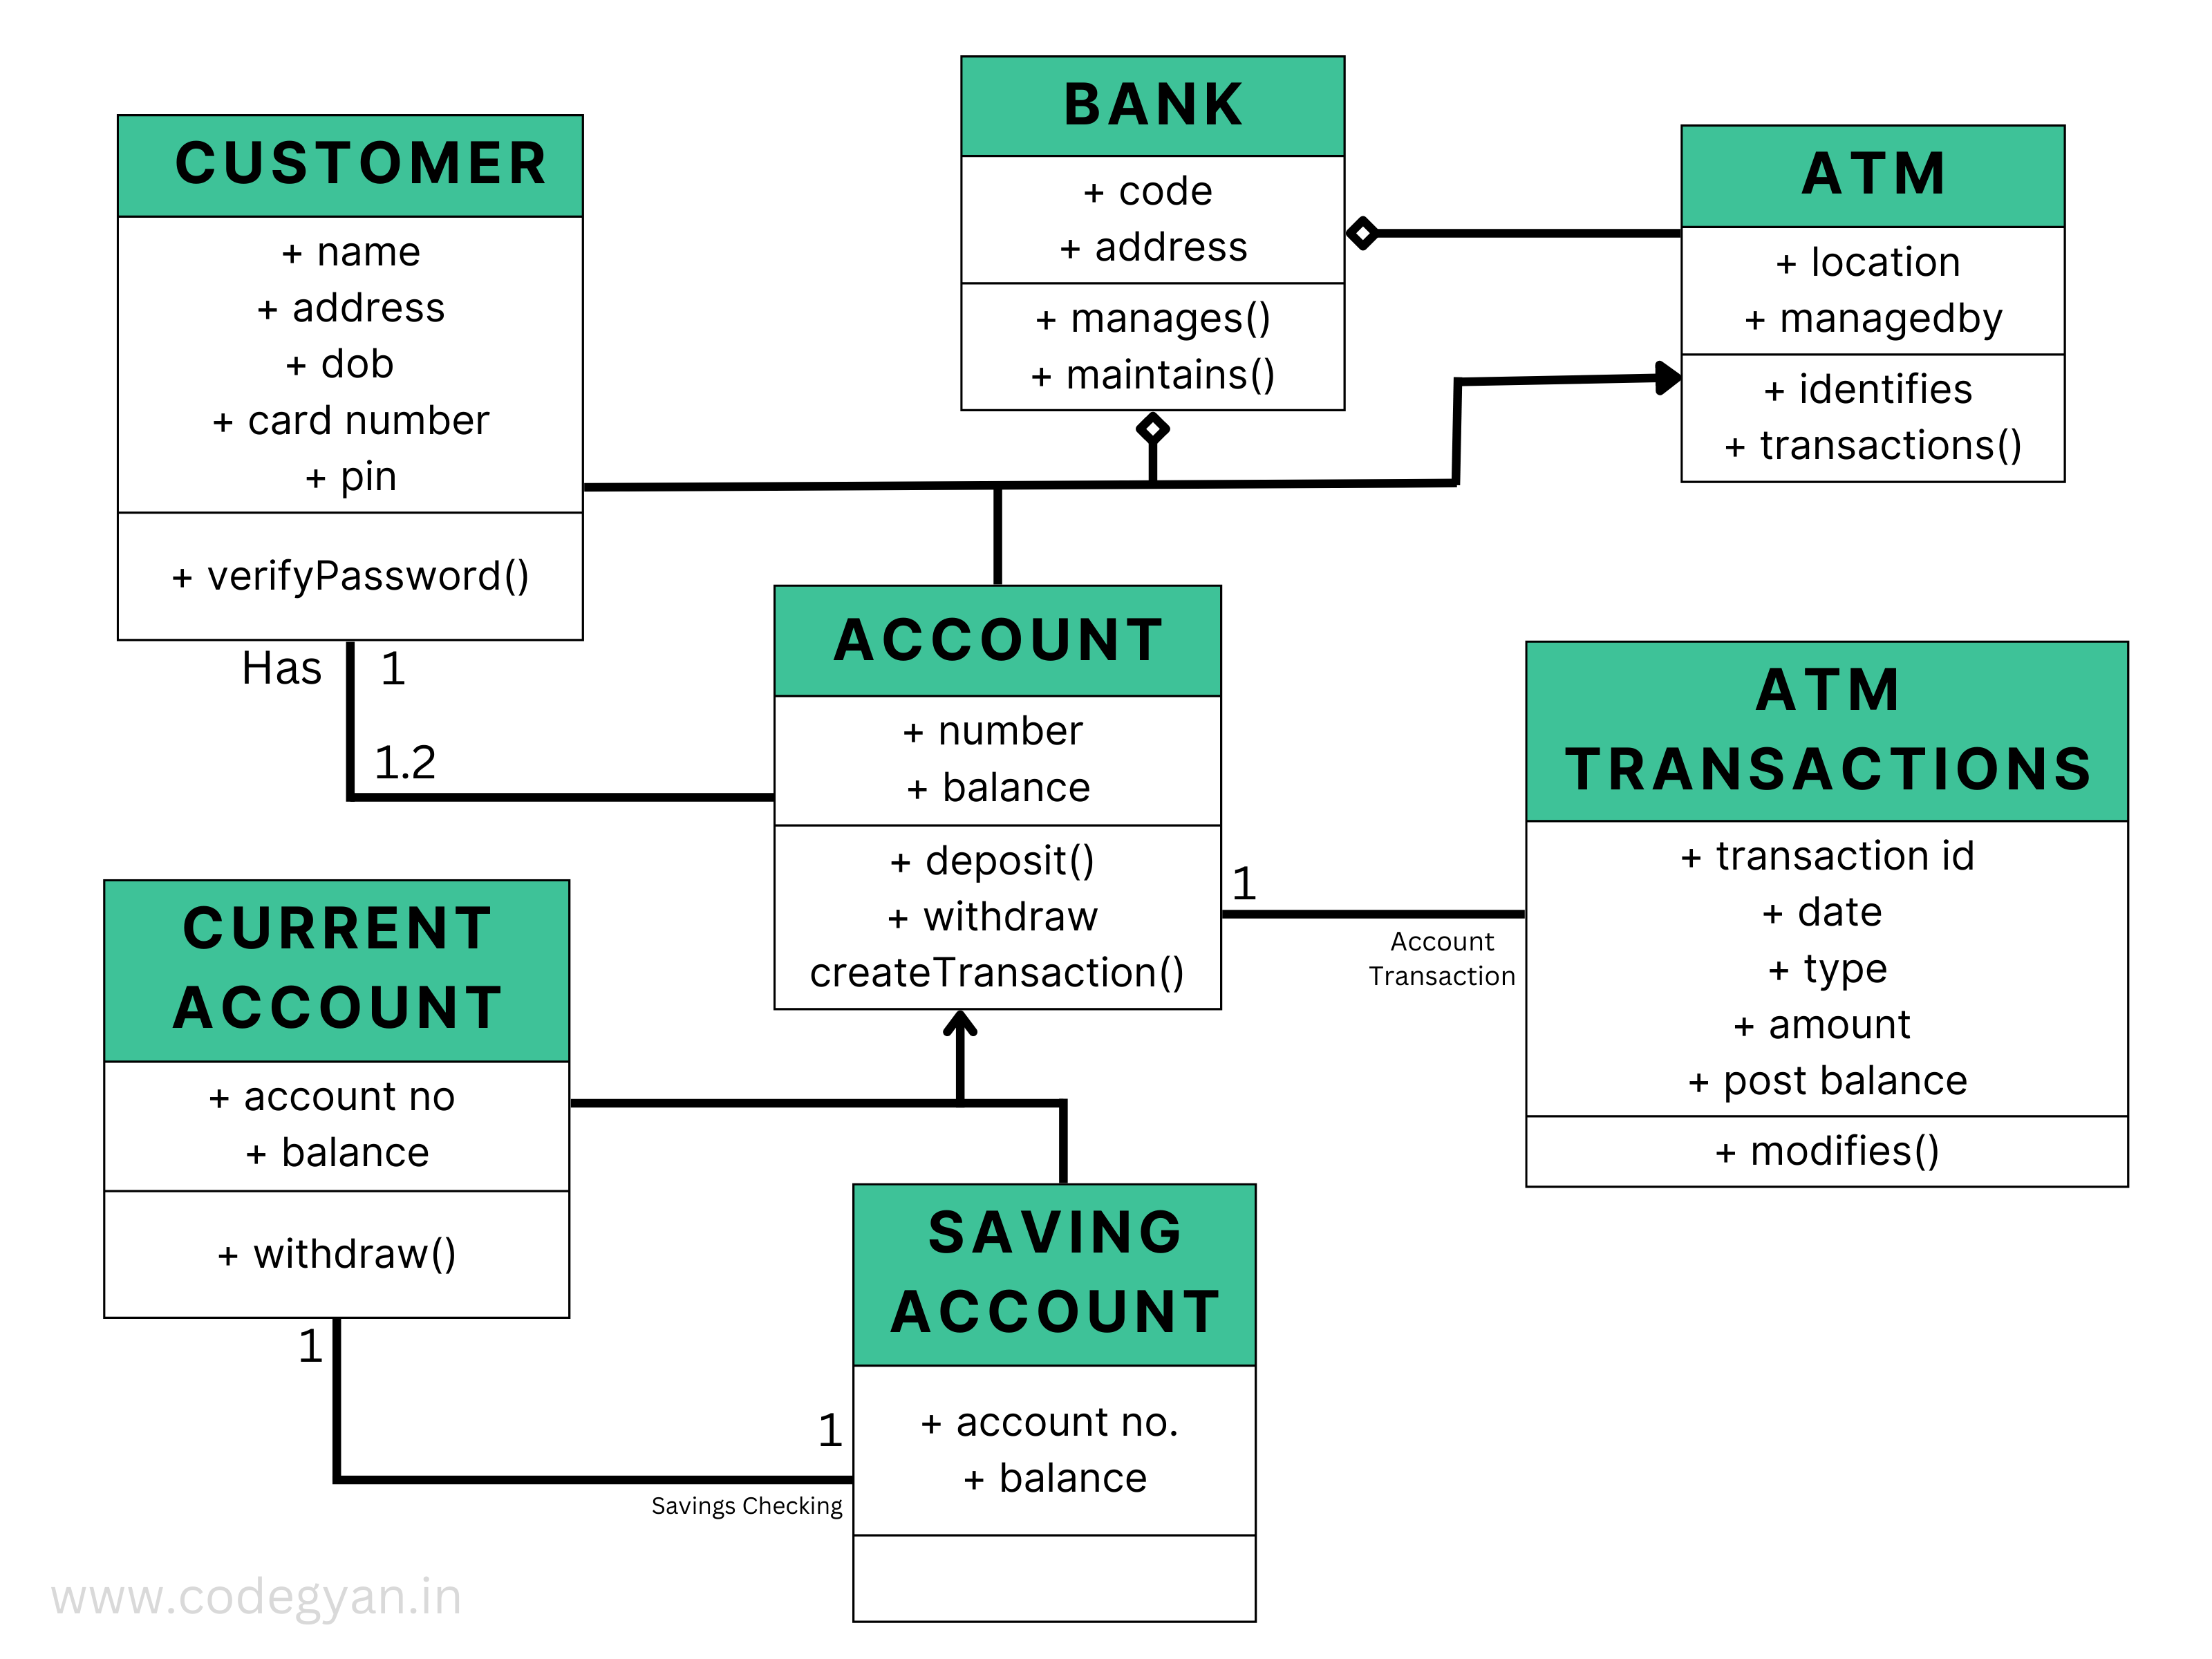 CUSTOMER
+ name
+ address
+ dob
+ card number
+ pin
+ verifyPassword()
BANK
+ code
+ address
+ manages()
+ maintains()
ATM
+ location
+ managedby
+ identifies
+ transactions()
Has
1
1.2
ACCOUNT
+ number
+ balance
+ deposit()
+ withdraw
createTransaction()
1
Account
Transaction
ATM
TRANSACTIONS
+ transaction id
+ date
+ type
+ amount
+ post balance
+ modifies()
CURRENT
ACCOUNT
+ account no
+ balance
+ withdraw()
1
1
Savings Checking
SAVING
ACCOUNT
+ account no.
+ balance
www.codegyan.in